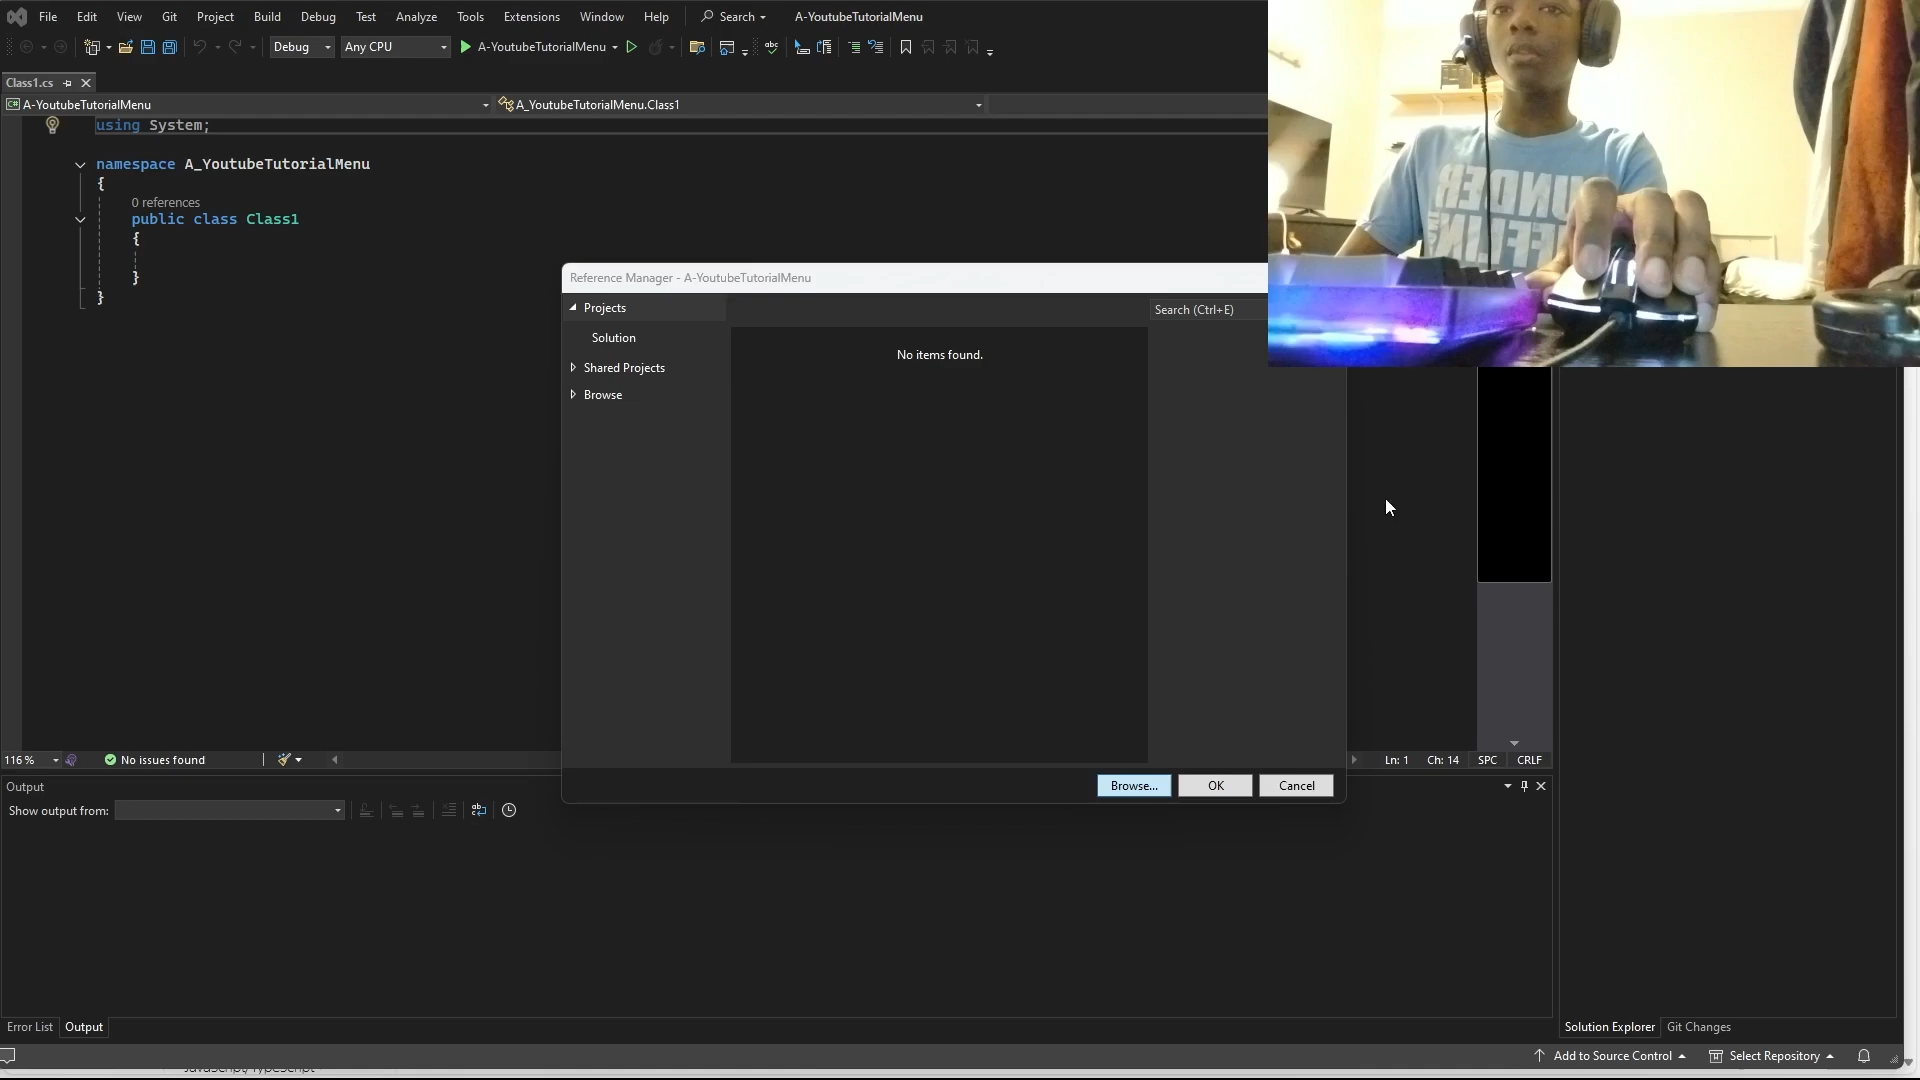 File Edit View Git Project Build Debug Test Analyze Tools Extensions Window Help Search A-YoutubeTutorialMenu
Debug Any CPU A-YoutubeTutorialMenu
Class1.cs
C# A-YoutubeTutorialMenu A_YoutubeTutorialMenu.Class1
using System;
namespace A_YoutubeTutorialMenu
{
0 references
public class Class1
{
}
}
Reference Manager - A-YoutubeTutorialMenu
Projects
Search (Ctrl+E)
Solution
No items found.
Shared Projects
Browse
Browse... OK Cancel
116 % No issues found Ln: 1 Ch: 14 SPC CRLF
Output
Show output from:
Error List Output
Solution Explorer Git Changes
Add to Source Control Select Repository
JavaScript/TypeScript